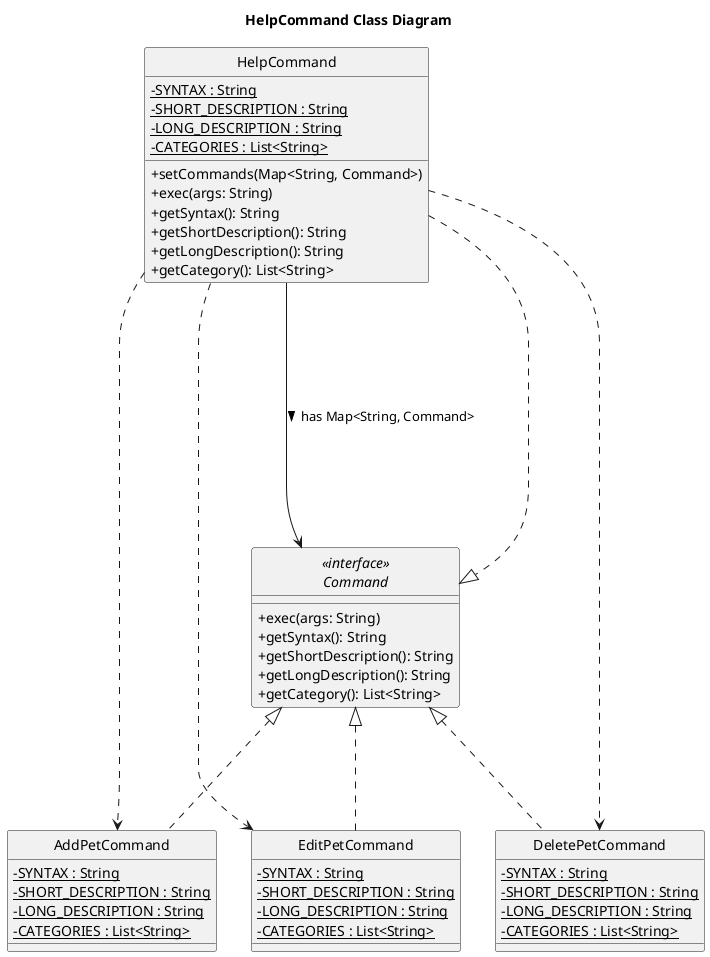 HelpCommand Class Diagram
HelpCommand
-SYNTAX : String
-SHORT_DESCRIPTION : String
-LONG_DESCRIPTION : String
-CATEGORIES : List<String>
+setCommands(Map<String, Command>)
+exec(args: String)
+getSyntax(): String
+getShortDescription(): String
+getLongDescription(): String
+getCategory(): List<String>
has Map<String, Command>
«interface»
Command
+exec(args: String)
+getSyntax(): String
+getShortDescription(): String
+getLongDescription(): String
+getCategory(): List<String>
AddPetCommand
-SYNTAX : String
-SHORT_DESCRIPTION : String
-LONG_DESCRIPTION : String
-CATEGORIES : List<String>
EditPetCommand
-SYNTAX : String
-SHORT_DESCRIPTION : String
-LONG_DESCRIPTION : String
-CATEGORIES : List<String>
DeletePetCommand
-SYNTAX : String
-SHORT_DESCRIPTION : String
-LONG_DESCRIPTION : String
-CATEGORIES : List<String>